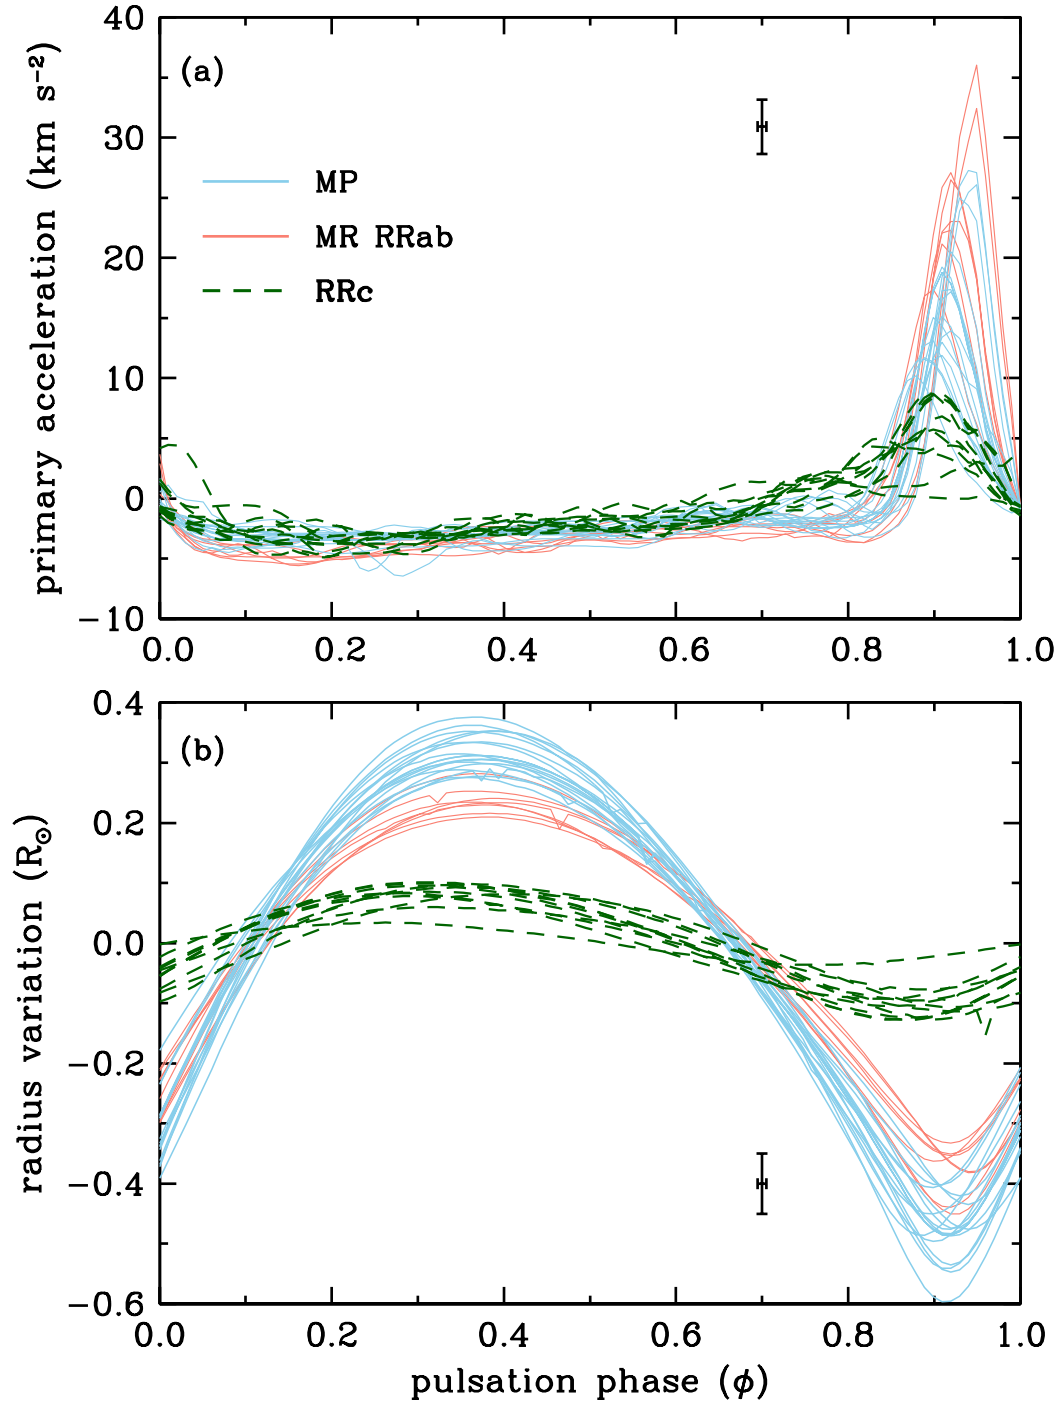 40
(a)
30
MP
MR RRab
20
RRc
10
0
−10
primary acceleration (km s⁻²)
0.0 0.2 0.4 0.6 0.8 1.0
0.4
(b)
0.2
0.0
−0.2
−0.4
−0.6
radius variation (R☉)
0.0 0.2 0.4 0.6 0.8 1.0
pulsation phase (ϕ)